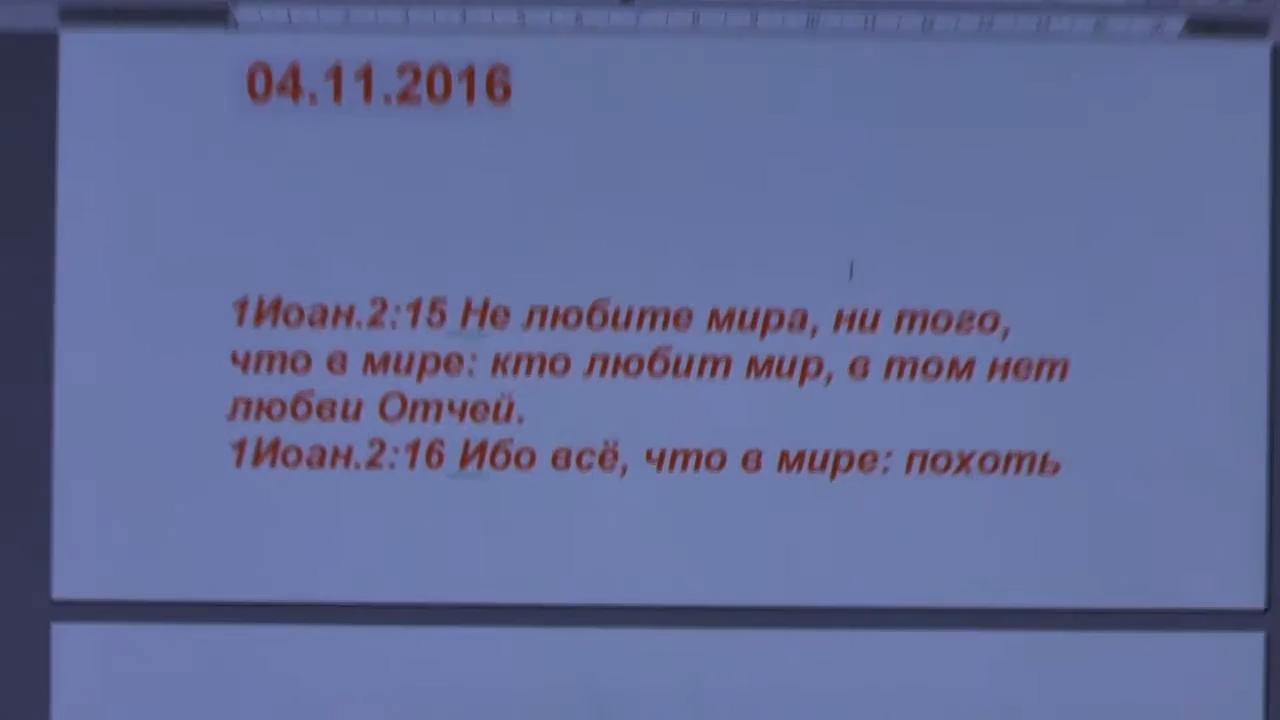 04.11.2016
1Иоан.2:15 Не любите мира, ни того,
что в мире: кто любит мир, в том нет
любви Отчей.
1Иоан.2:16 Ибо всё, что в мире: похоть